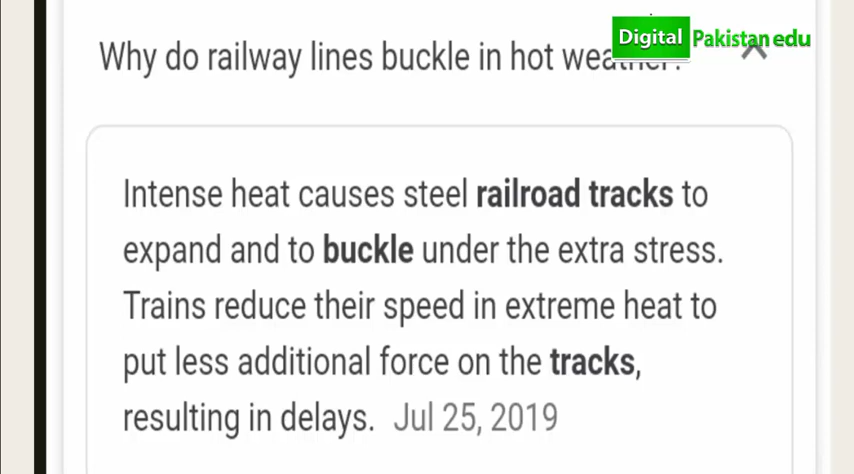 Digital Pakistan edu
Why do railway lines buckle in hot weather?
Intense heat causes steel railroad tracks to
expand and to buckle under the extra stress.
Trains reduce their speed in extreme heat to
put less additional force on the tracks,
resulting in delays. Jul 25, 2019